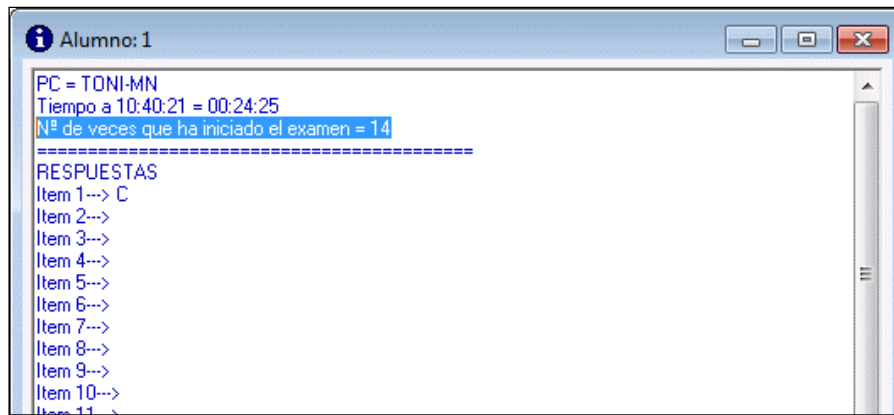 Alumno: 1
PC = TONI-MN
Tiempo a 10:40:21 = 00:24:25
Nº de veces que ha iniciado el examen = 14
===========================================
RESPUESTAS
Item 1---> C
Item 2--->
Item 3--->
Item 4--->
Item 5--->
Item 6--->
Item 7--->
Item 8--->
Item 9--->
Item 10--->
Item 11--->